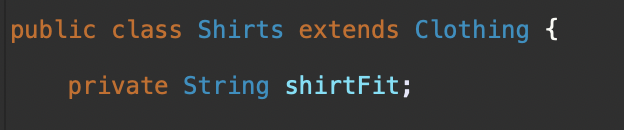 public class Shirts extends Clothing {
private String shirtFit;